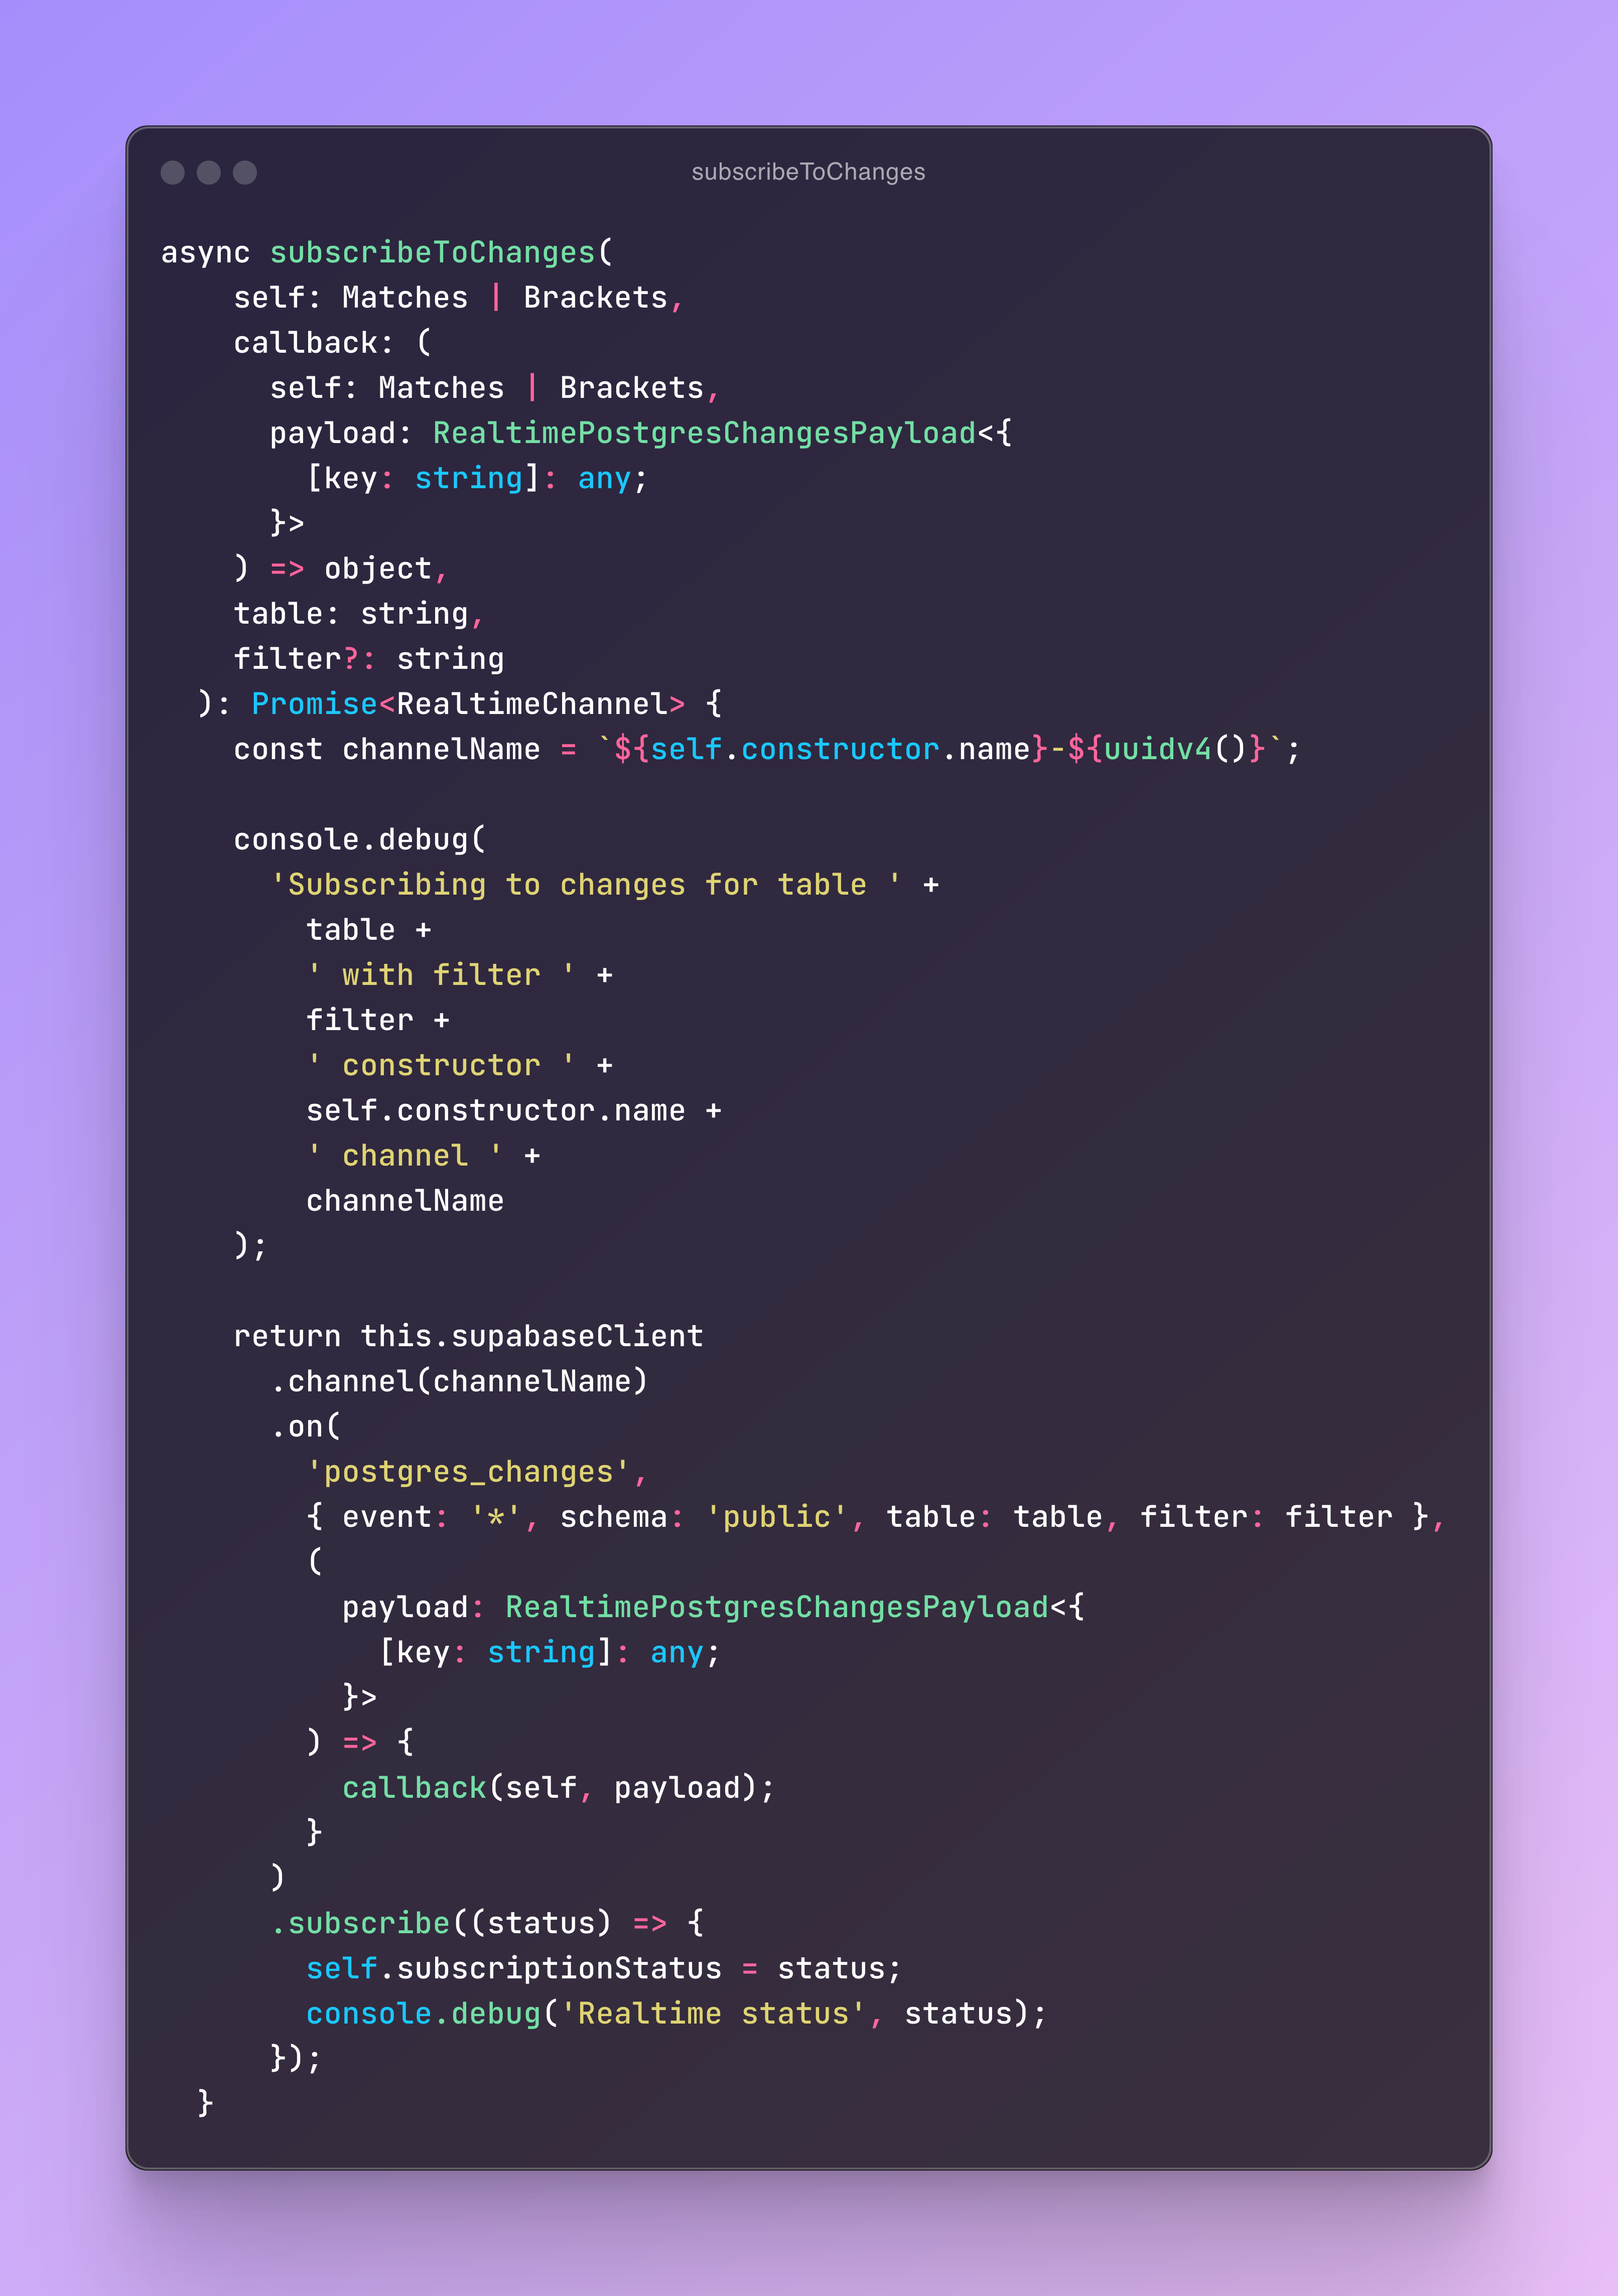 subscribeToChanges
async subscribeToChanges(
    self: Matches | Brackets,
    callback: (
      self: Matches | Brackets,
      payload: RealtimePostgresChangesPayload<{
        [key: string]: any;
      }>
    ) => object,
    table: string,
    filter?: string
  ): Promise<RealtimeChannel> {
    const channelName = `${self.constructor.name}-${uuidv4()}`;

    console.debug(
      'Subscribing to changes for table ' +
        table +
        ' with filter ' +
        filter +
        ' constructor ' +
        self.constructor.name +
        ' channel ' +
        channelName
    );

    return this.supabaseClient
      .channel(channelName)
      .on(
        'postgres_changes',
        { event: '*', schema: 'public', table: table, filter: filter },
        (
          payload: RealtimePostgresChangesPayload<{
            [key: string]: any;
          }>
        ) => {
          callback(self, payload);
        }
      )
      .subscribe((status) => {
        self.subscriptionStatus = status;
        console.debug('Realtime status', status);
      });
  }